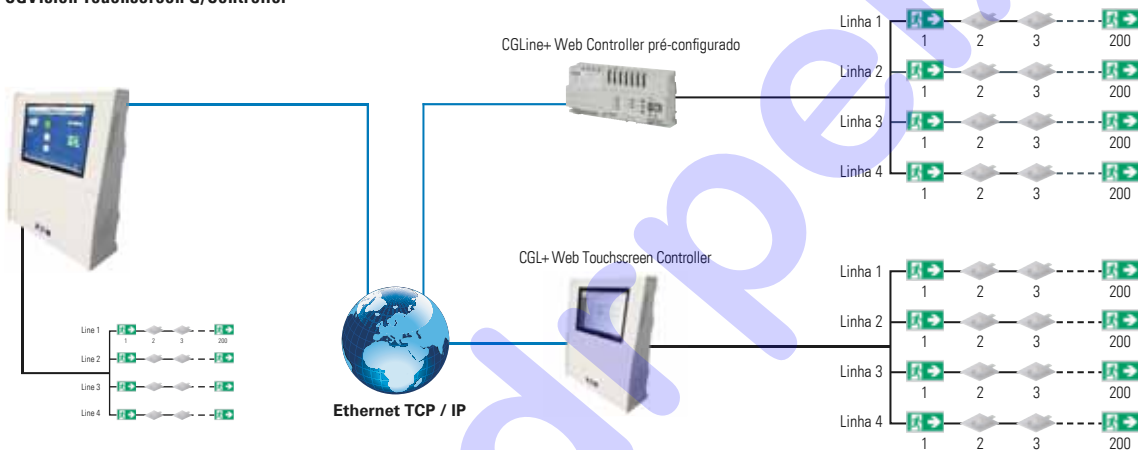 CGVision Touchscreen G/Controller
CGLine+ Web Controller pré-configurado
Linha 1
1 2 3 200
Linha 2
1 2 3 200
Linha 3
1 2 3 200
Linha 4
1 2 3 200
CGL+ Web Touchscreen Controller
Linha 1
1 2 3 200
Linha 2
1 2 3 200
Linha 3
1 2 3 200
Linha 4
1 2 3 200
Line 1
1 2 3 200
Line 2
Line 3
Line 4
Ethernet TCP / IP